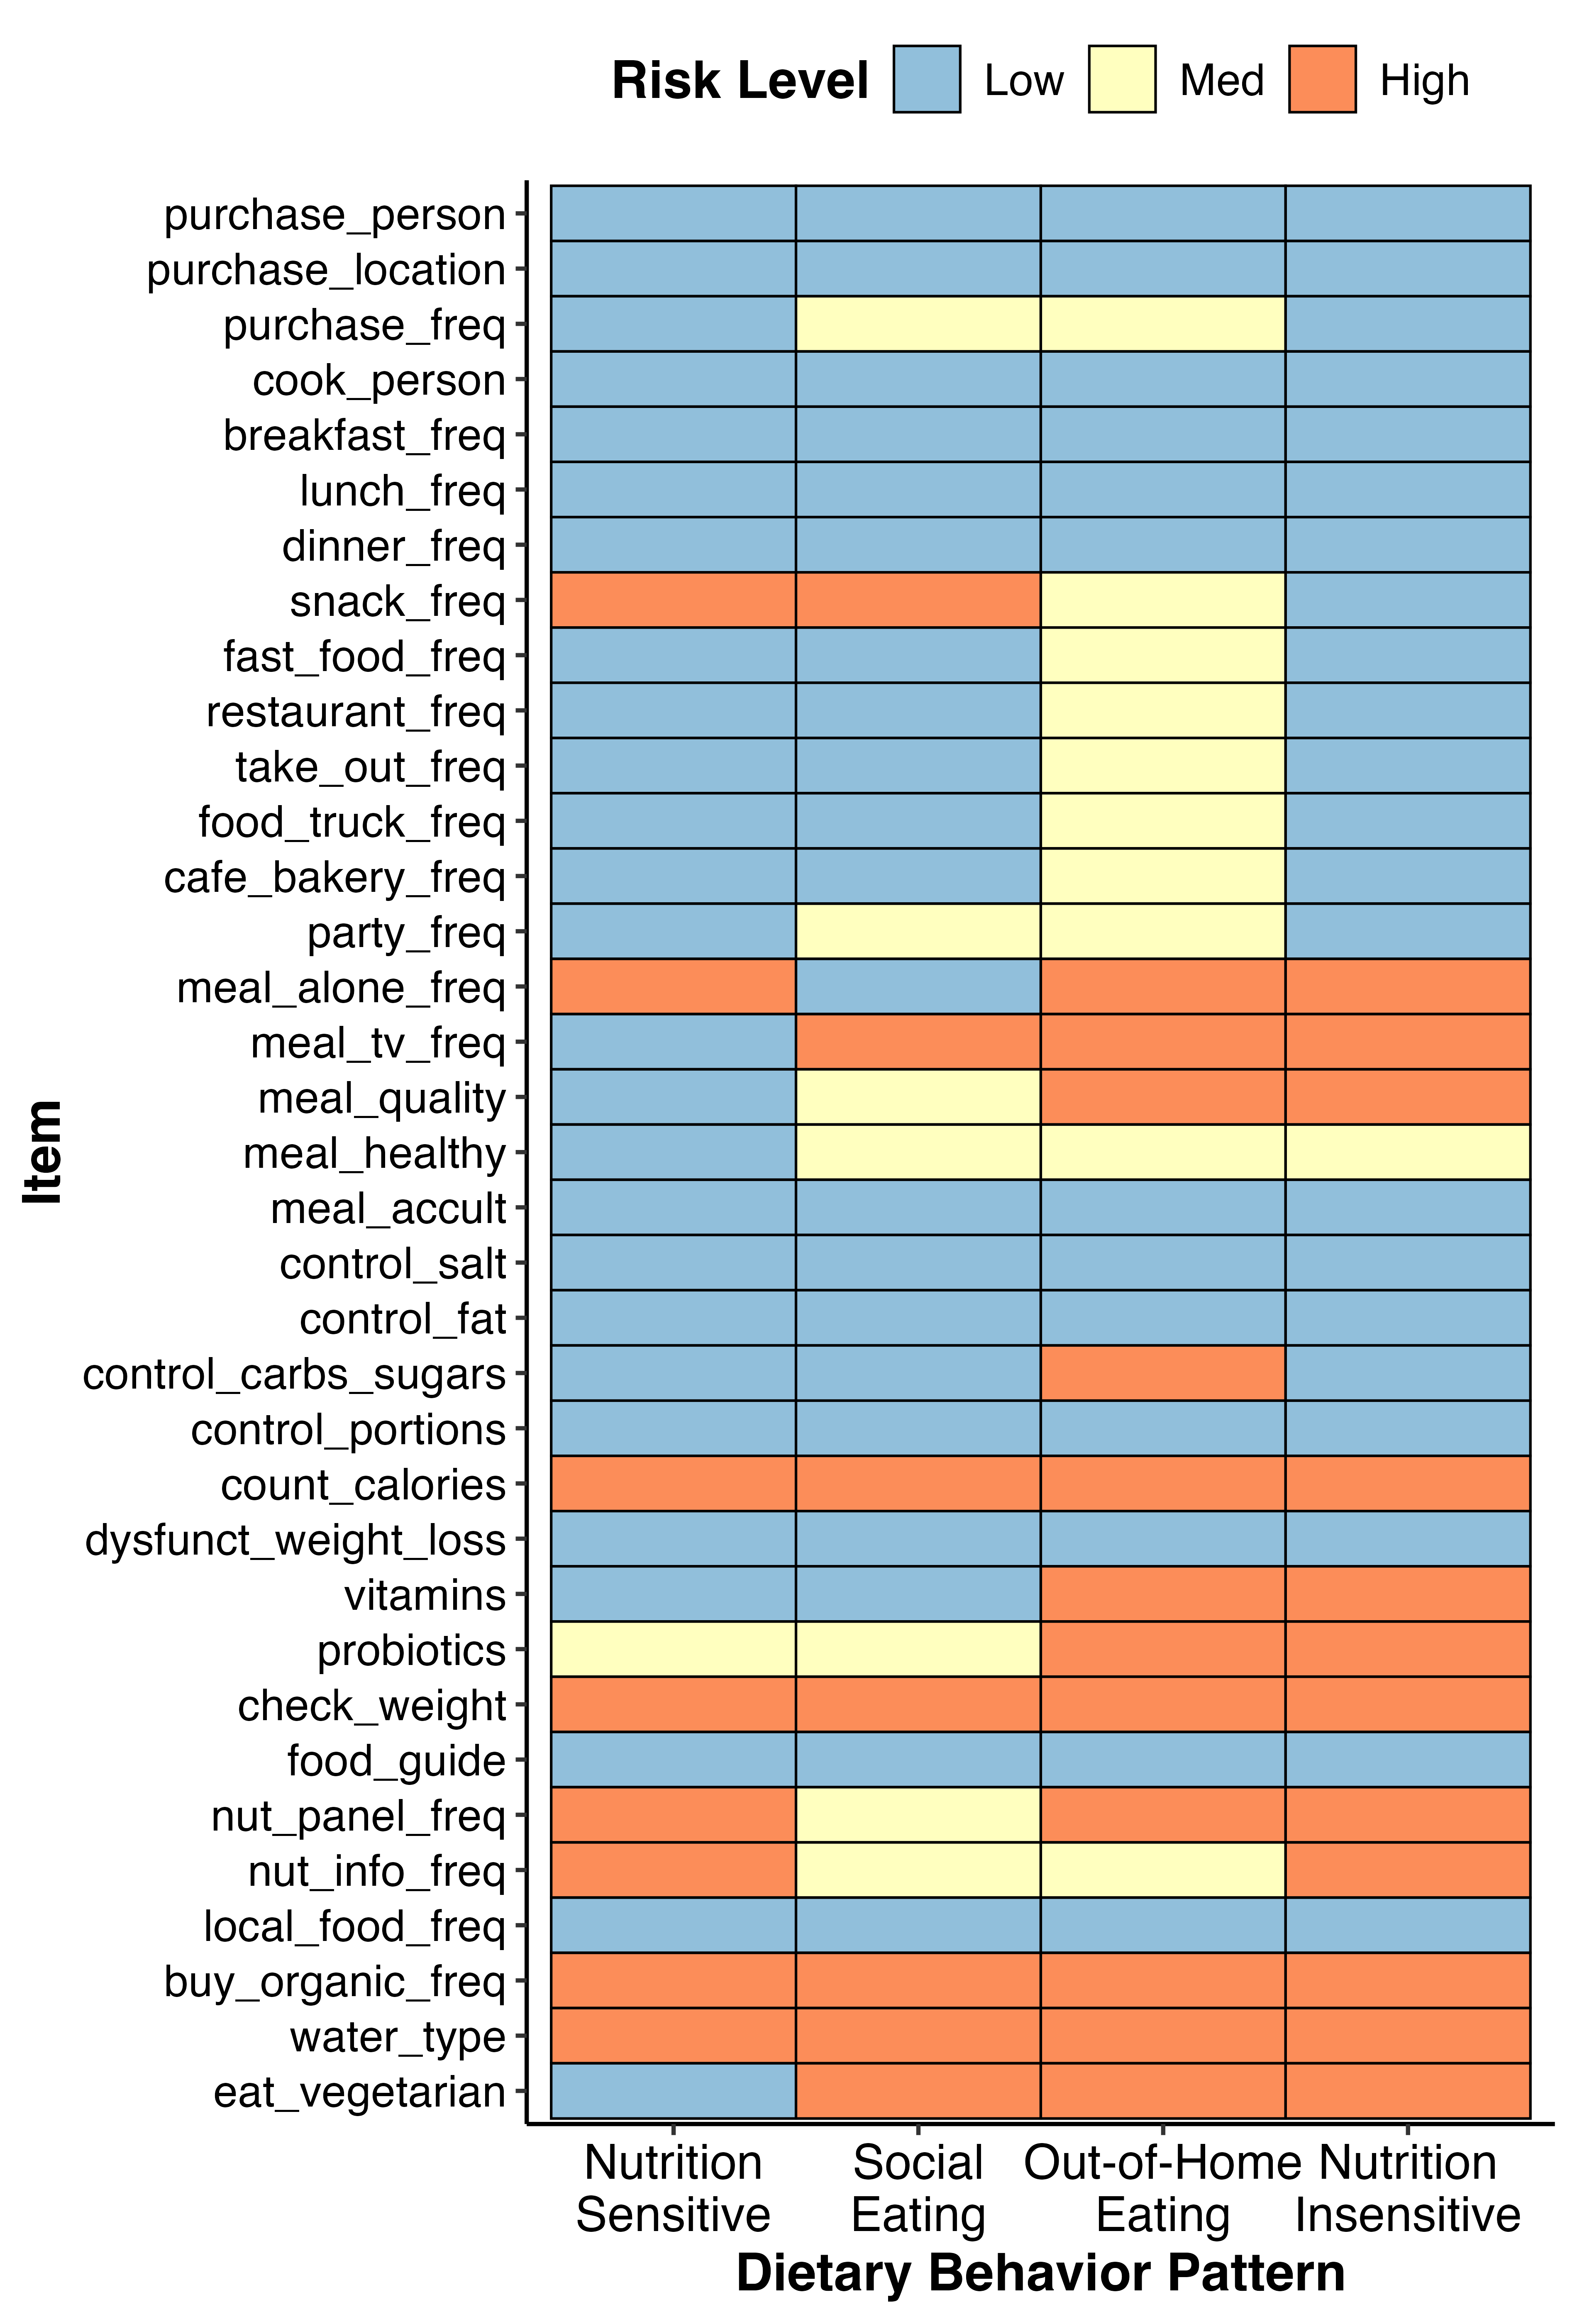 Risk Level Low Med High
purchase_person
purchase_location
purchase_freq
cook_person
breakfast_freq
lunch_freq
dinner_freq
snack_freq
fast_food_freq
restaurant_freq
take_out_freq
food_truck_freq
cafe_bakery_freq
party_freq
meal_alone_freq
meal_tv_freq
meal_quality
meal_healthy
meal_accult
control_salt
control_fat
control_carbs_sugars
control_portions
count_calories
dysfunct_weight_loss
vitamins
probiotics
check_weight
food_guide
nut_panel_freq
nut_info_freq
local_food_freq
buy_organic_freq
water_type
eat_vegetarian
Item
Nutrition Social Out-of-Home Nutrition
Sensitive Eating Eating Insensitive
Dietary Behavior Pattern